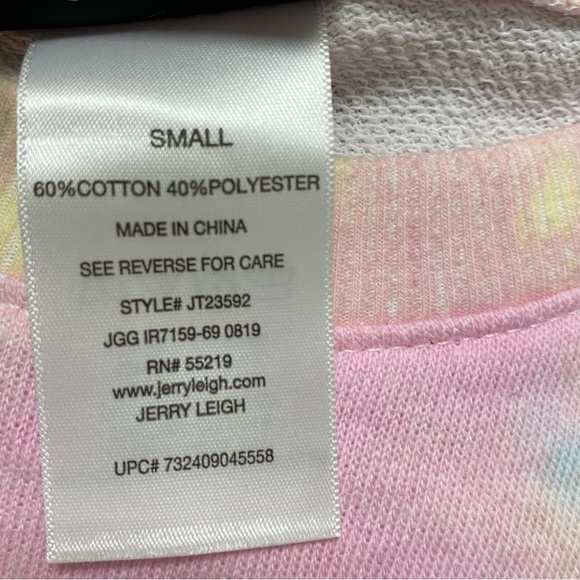 SMALL
60%COTTON 40%POLYESTER
MADE IN CHINA
SEE REVERSE FOR CARE
STYLE# JT23592
JGG IR7159-69 0819
RN# 55219
www.jerryleigh.com
JERRY LEIGH
UPC# 732409045558